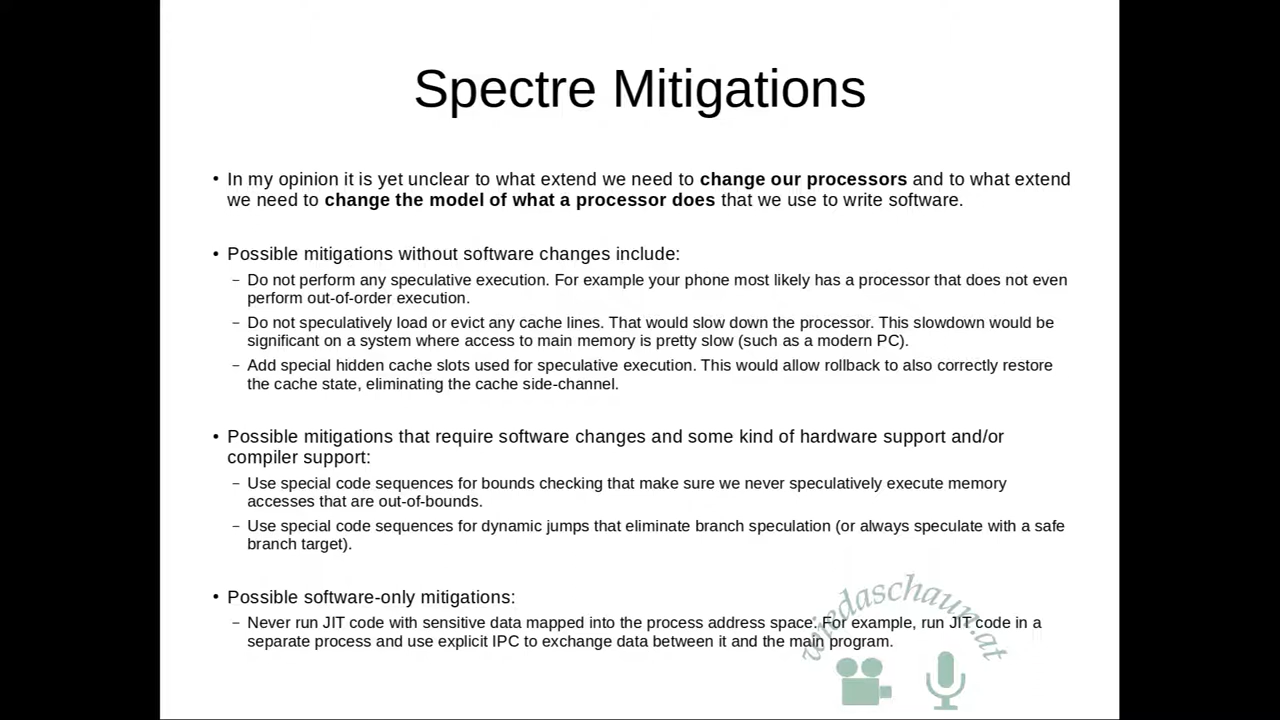 Spectre Mitigations
• In my opinion it is yet unclear to what extend we need to change our processors and to what extend
we need to change the model of what a processor does that we use to write software.
• Possible mitigations without software changes include:
– Do not perform any speculative execution. For example your phone most likely has a processor that does not even
perform out-of-order execution.
– Do not speculatively load or evict any cache lines. That would slow down the processor. This slowdown would be
significant on a system where access to main memory is pretty slow (such as a modern PC).
– Add special hidden cache slots used for speculative execution. This would allow rollback to also correctly restore
the cache state, eliminating the cache side-channel.
• Possible mitigations that require software changes and some kind of hardware support and/or
compiler support:
– Use special code sequences for bounds checking that make sure we never speculatively execute memory
accesses that are out-of-bounds.
– Use special code sequences for dynamic jumps that eliminate branch speculation (or always speculate with a safe
branch target).
• Possible software-only mitigations:
– Never run JIT code with sensitive data mapped into the process address space. For example, run JIT code in a
separate process and use explicit IPC to exchange data between it and the main program.
wiedaschaun.at